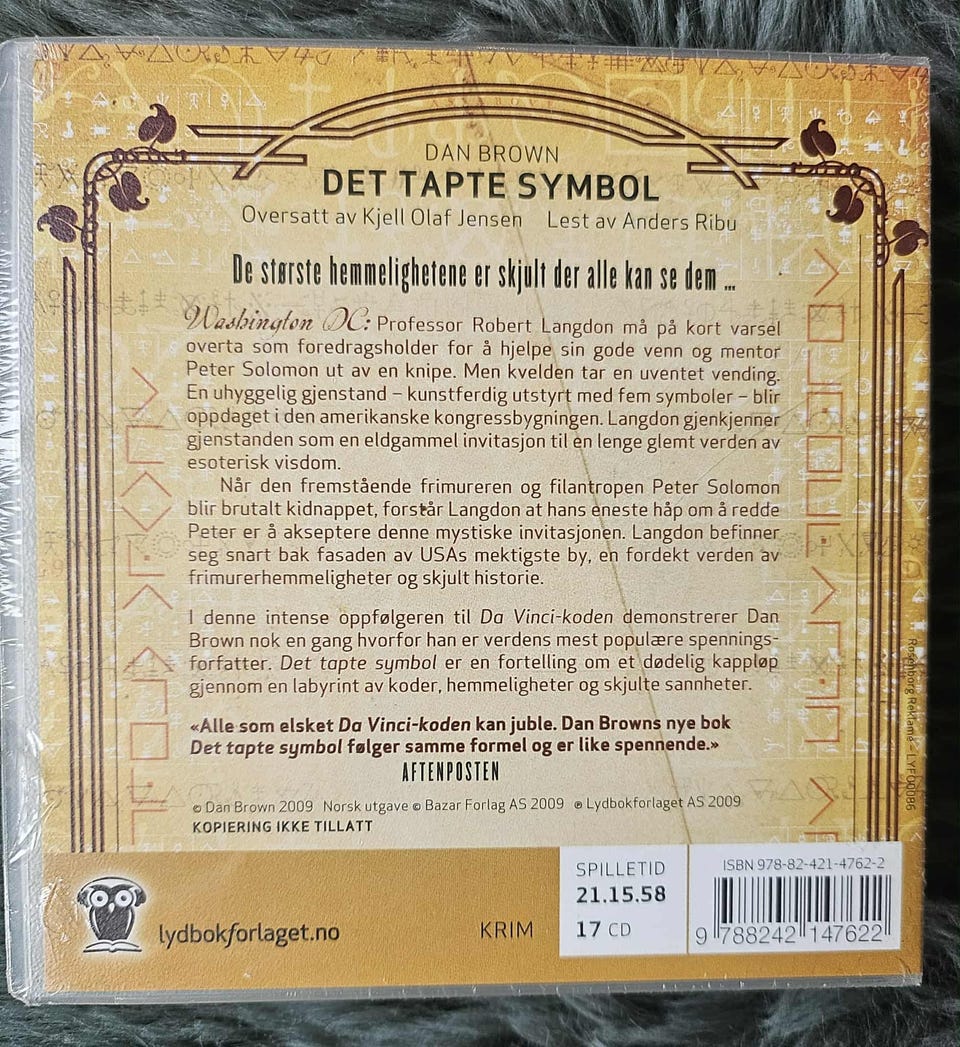 DAN BROWN
DET TAPTE SYMBOL
Oversatt av Kjell Olaf Jensen Lest av Anders Ribu
De største hemmelighetene er skjult der alle kan se dem ...
Washington DC: Professor Robert Langdon må på kort varsel
overta som foredragsholder for å hjelpe sin gode venn og mentor
Peter Solomon ut av en knipe. Men kvelden tar en uventet vending.
En uhyggelig gjenstand – kunstferdig utstyrt med fem symboler – blir
oppdaget i den amerikanske kongressbygningen. Langdon gjenkjenner
gjenstanden som en eldgammel invitasjon til en lenge glemt verden av
esoterisk visdom.
Når den fremstående frimureren og filantropen Peter Solomon
blir brutalt kidnappet, forstår Langdon at hans eneste håp om å redde
Peter er å akseptere denne mystiske invitasjonen. Langdon befinner
seg snart bak fasaden av USAs mektigste by, en fordekt verden av
frimurerhemmeligheter og skjult historie.
I denne intense oppfølgeren til Da Vinci-koden demonstrerer Dan
Brown nok en gang hvorfor han er verdens mest populære spennings-
forfatter. Det tapte symbol er en fortelling om et dødelig kappløp
gjennom en labyrint av koder, hemmeligheter og skjulte sannheter.
«Alle som elsket Da Vinci-koden kan juble. Dan Browns nye bok
Det tapte symbol følger samme formel og er like spennende.»
AFTENPOSTEN
© Dan Brown 2009 Norsk utgave © Bazar Forlag AS 2009 ℗ Lydbokforlaget AS 2009
KOPIERING IKKE TILLATT
Rosenborg Reklame – LYF00086
lydbokforlaget.no
KRIM
SPILLETID
21.15.58
17 CD
ISBN 978-82-421-4762-2
9 788242 147622